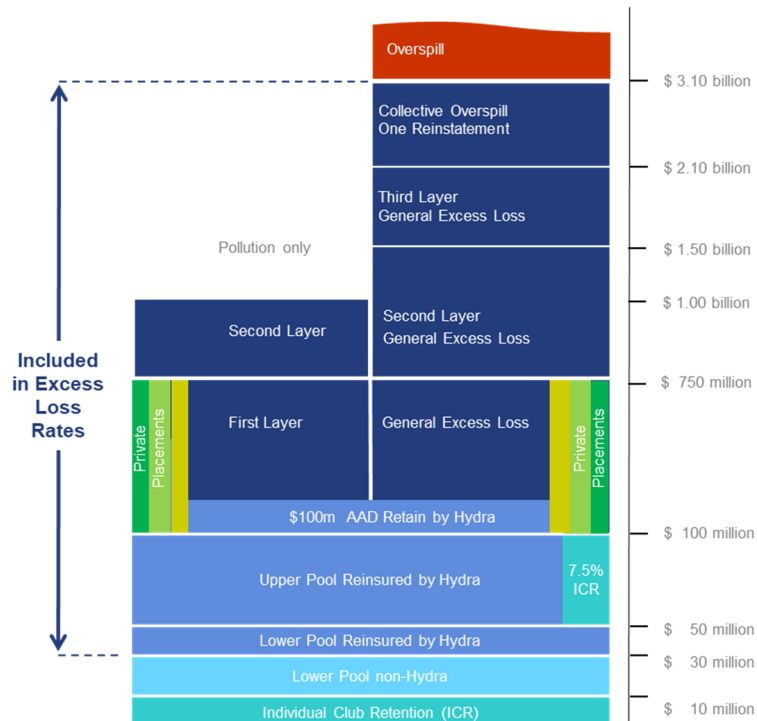 Overspill
$ 3.10 billion
Collective Overspill
One Reinstatement
$ 2.10 billion
Third Layer
General Excess Loss
Pollution only
$ 1.50 billion
$ 1.00 billion
Second Layer
Second Layer
General Excess Loss
Included
in Excess
Loss
Rates
$ 750 million
Private
Placements
First Layer
General Excess Loss
Private
Placements
$100m AAD Retain by Hydra
$ 100 million
Upper Pool Reinsured by Hydra
7.5%
ICR
$ 50 million
Lower Pool Reinsured by Hydra
$ 30 million
Lower Pool non-Hydra
$ 10 million
Individual Club Retention (ICR)